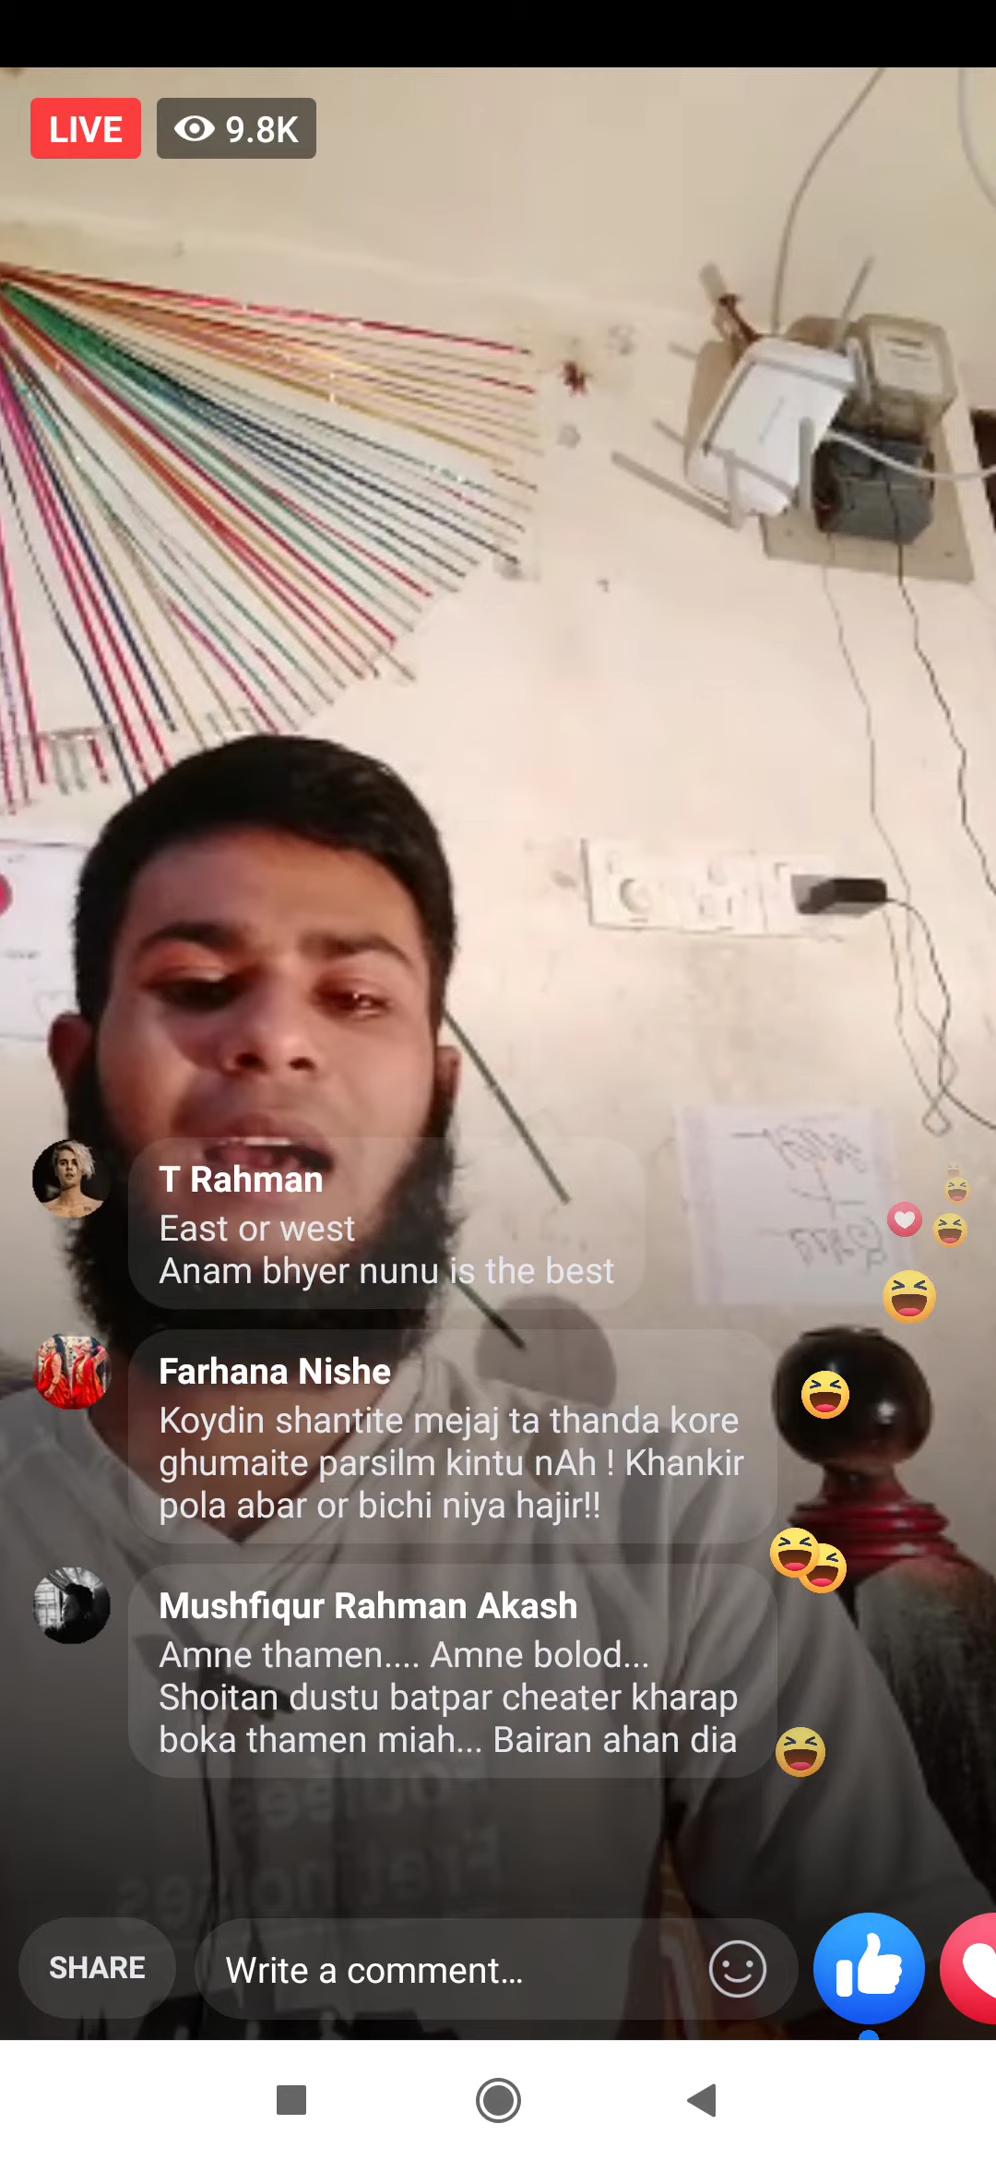 LIVE
9.8K
T Rahman
East or west
Anam bhyer nunu is the best
Farhana Nishe
Koydin shantite mejaj ta thanda kore
ghumaite parsilm kintu nAh ! Khankir
pola abar or bichi niya hajir!!
Mushfiqur Rahman Akash
Amne thamen.... Amne bolod...
Shoitan dustu batpar cheater kharap
boka thamen miah... Bairan ahan dia
SHARE
Write a comment...